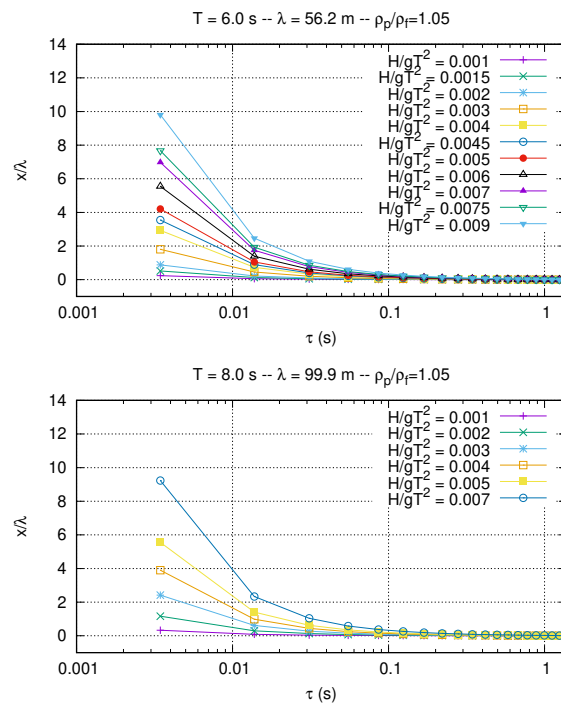 T = 6.0 s -- λ = 56.2 m -- ρp/ρf=1.05
14
12
10
8
6
4
2
0
x/λ
H/gT² = 0.001
H/gT² = 0.0015
H/gT² = 0.002
H/gT² = 0.003
H/gT² = 0.004
H/gT² = 0.0045
H/gT² = 0.005
H/gT² = 0.006
H/gT² = 0.007
H/gT² = 0.0075
H/gT² = 0.009
0.001 0.01 0.1 1
τ (s)
T = 8.0 s -- λ = 99.9 m -- ρp/ρf=1.05
14
12
10
8
6
4
2
0
x/λ
H/gT² = 0.001
H/gT² = 0.002
H/gT² = 0.003
H/gT² = 0.004
H/gT² = 0.005
H/gT² = 0.007
0.001 0.01 0.1 1
τ (s)